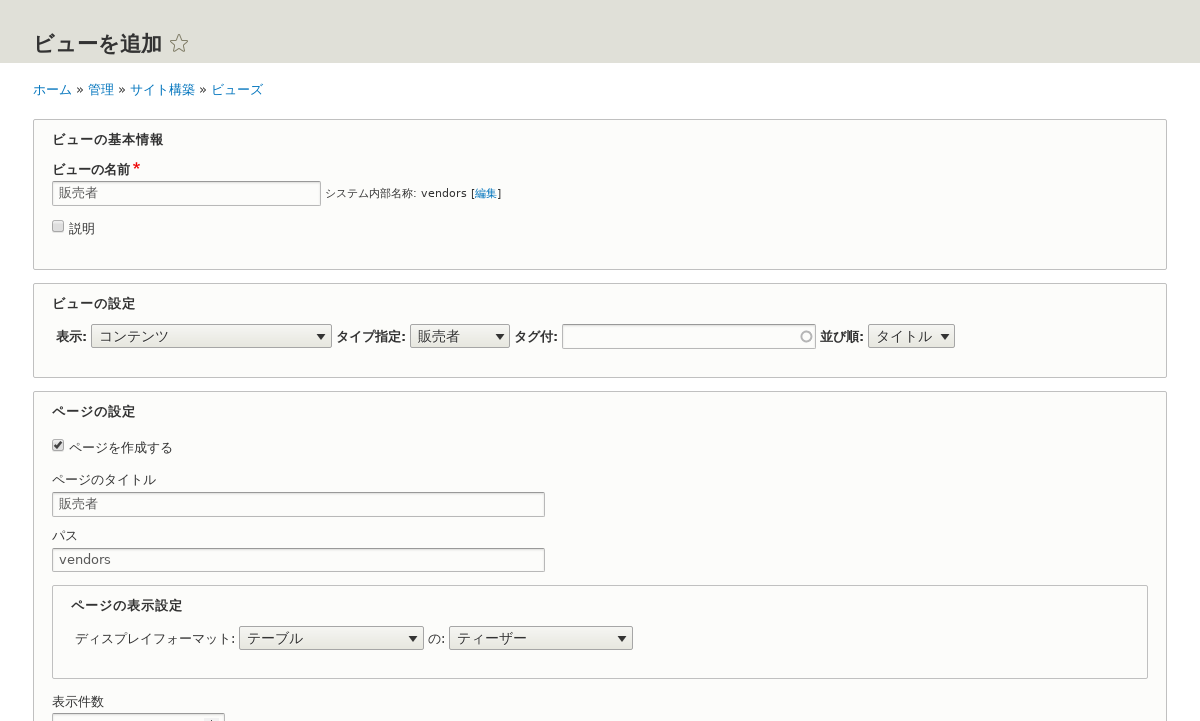 ビューを追加
ホーム » 管理 » サイト構築 » ビューズ
ビューの基本情報
ビューの名前*
販売者 システム内部名称: vendors [編集]
説明
ビューの設定
表示: コンテンツ タイプ指定: 販売者 タグ付: 並び順: タイトル
ページの設定
ページを作成する
ページのタイトル
販売者
パス
vendors
ページの表示設定
ディスプレイフォーマット: テーブル の: ティーザー
表示件数